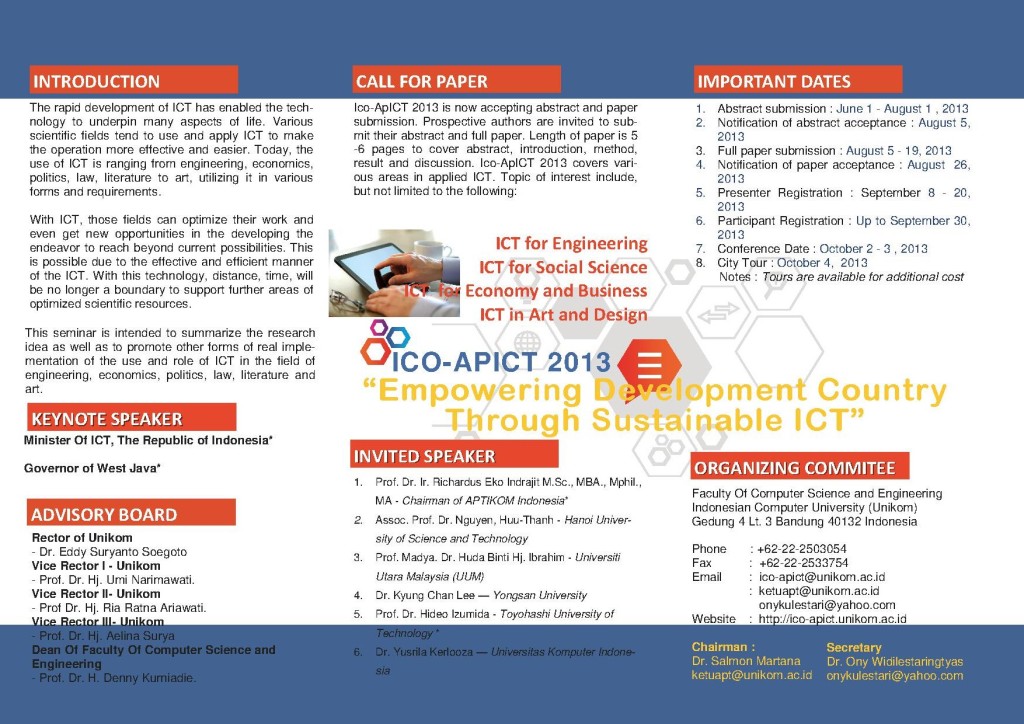 INTRODUCTION
The rapid development of ICT has enabled the tech-
nology to underpin many aspects of life. Various
scientific fields tend to use and apply ICT to make
the operation more effective and easier. Today, the
use of ICT is ranging from engineering, economics,
politics, law, literature to art, utilizing it in various
forms and requirements.
With ICT, those fields can optimize their work and
even get new opportunities in the developing the
endeavor to reach beyond current possibilities. This
is possible due to the effective and efficient manner
of the ICT. With this technology, distance, time, will
be no longer a boundary to support further areas of
optimized scientific resources.
This seminar is intended to summarize the research
idea as well as to promote other forms of real imple-
mentation of the use and role of ICT in the field of
engineering, economics, politics, law, literature and
art.
KEYNOTE SPEAKER
Minister Of ICT, The Republic of Indonesia*
Governor of West Java*
ADVISORY BOARD
Rector of Unikom
- Dr. Eddy Suryanto Soegoto
Vice Rector I - Unikom
- Prof. Dr. Hj. Umi Narimawati.
Vice Rector II- Unikom
- Prof Dr. Hj. Ria Ratna Ariawati.
Vice Rector III- Unikom
- Prof. Dr. Hj. Aelina Surya
Dean Of Faculty Of Computer Science and
Engineering
- Prof. Dr. H. Denny Kurniadie.
CALL FOR PAPER
Ico-ApICT 2013 is now accepting abstract and paper
submission. Prospective authors are invited to sub-
mit their abstract and full paper. Length of paper is 5
-6 pages to cover abstract, introduction, method,
result and discussion. Ico-ApICT 2013 covers vari-
ous areas in applied ICT. Topic of interest include,
but not limited to the following:
ICT for Engineering
ICT for Social Science
ICT for Economy and Business
ICT in Art and Design
ICO-APICT 2013
“Empowering Development Country
Through Sustainable ICT”
INVITED SPEAKER
1. Prof. Dr. Ir. Richardus Eko Indrajit M.Sc., MBA., Mphil.,
MA - Chairman of APTIKOM Indonesia*
2. Assoc. Prof. Dr. Nguyen, Huu-Thanh - Hanoi Univer-
sity of Science and Technology
3. Prof. Madya. Dr. Huda Binti Hj. Ibrahim - Universiti
Utara Malaysia (UUM)
4. Dr. Kyung Chan Lee — Yongsan University
5. Prof. Dr. Hideo Izumida - Toyohashi University of
Technology *
6. Dr. Yusrila Kerlooza — Universitas Komputer Indone-
sia
IMPORTANT DATES
1. Abstract submission : June 1 - August 1 , 2013
2. Notification of abstract acceptance : August 5,
2013
3. Full paper submission : August 5 - 19, 2013
4. Notification of paper acceptance : August 26,
2013
5. Presenter Registration : September 8 - 20,
2013
6. Participant Registration : Up to September 30,
2013
7. Conference Date : October 2 - 3 , 2013
8. City Tour : October 4, 2013
Notes : Tours are available for additional cost
ORGANIZING COMMITEE
Faculty Of Computer Science and Engineering
Indonesian Computer University (Unikom)
Gedung 4 Lt. 3 Bandung 40132 Indonesia
Phone : +62-22-2503054
Fax : +62-22-2533754
Email : ico-apict@unikom.ac.id
: ketuapt@unikom.ac.id
onykulestari@yahoo.com
Website : http://ico-apict.unikom.ac.id
Chairman :
Dr. Salmon Martana
ketuapt@unikom.ac.id
Secretary
Dr. Ony Widilestaringtyas
onykulestari@yahoo.com